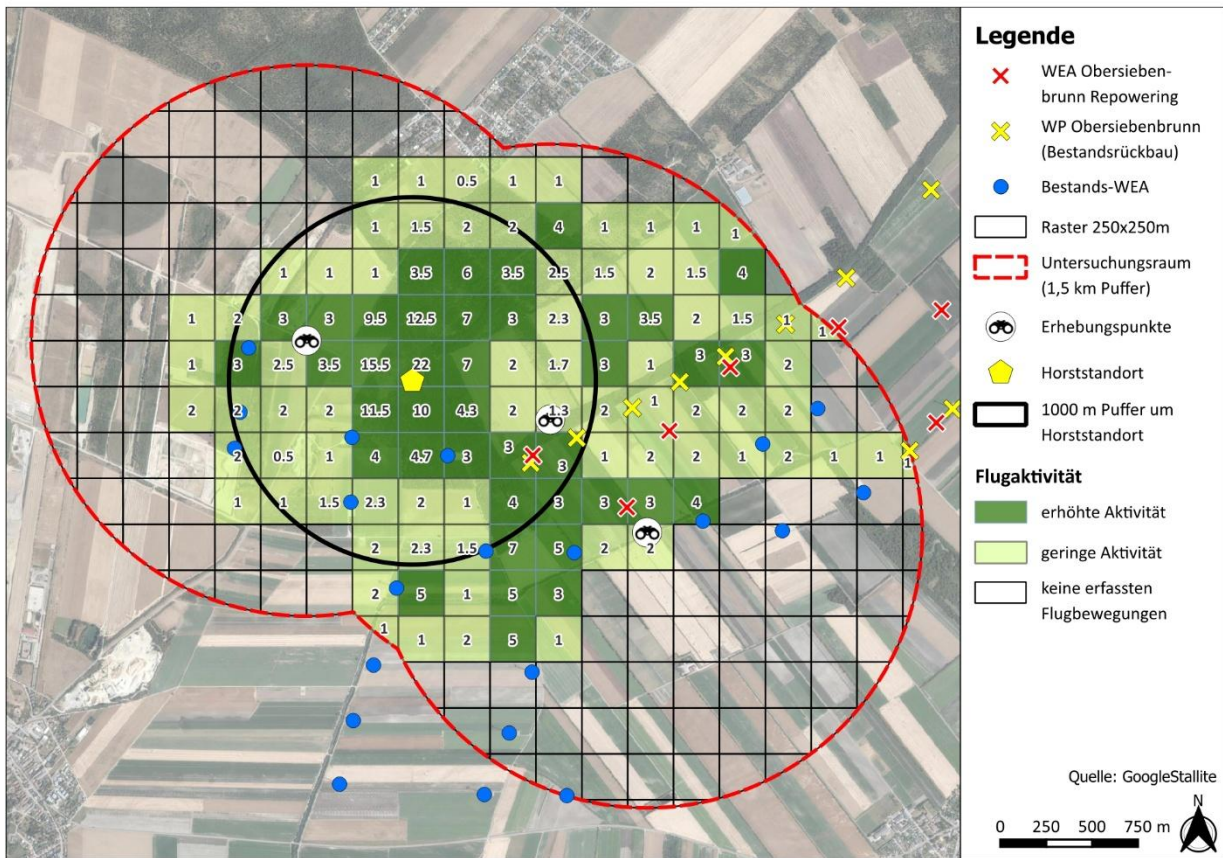 1 1 0.5 1 1
1 1.5 2 2 4 1 1 1 1
1 1 1 3.5 6 3.5 2.5 1.5 2 1.5 4
1 2 3 3 9.5 12.5 7 3 2.3 3 3.5 2 1.5 1 1
1 3 2.5 3.5 15.5 22 7 2 1.7 3 1 3 3 2
2 2 2 2 11.5 10 4.3 2 1.3 2 1 2 2 2
2 0.5 1 4 4.7 3 3 3 1 2 2 1 2 1 1 1
1 1 1.5 2.3 2 1 4 3 3 3 4
2 2.3 1.5 7 5 2 2
2 5 1 5 3
1 1 2 5 1
Legende
WEA Obersieben-
brunn Repowering
WP Obersiebenbrunn
(Bestandsrückbau)
Bestands-WEA
Raster 250x250m
Untersuchungsraum
(1,5 km Puffer)
Erhebungspunkte
Horststandort
1000 m Puffer um
Horststandort
Flugaktivität
erhöhte Aktivität
geringe Aktivität
keine erfassten
Flugbewegungen
Quelle: GoogleStallite
N
0 250 500 750 m